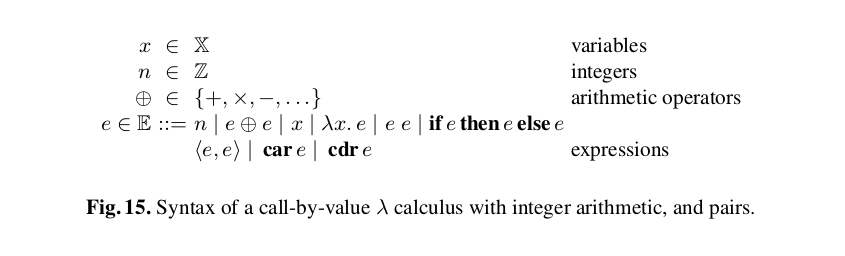 x ∈ 𝕏 variables
n ∈ ℤ integers
⊕ ∈ {+, ×, −, . . .} arithmetic operators
e ∈ 𝔼 ::= n | e ⊕ e | x | λx. e | e e | if e then e else e
⟨e, e⟩ | car e | cdr e expressions
Fig. 15. Syntax of a call-by-value λ calculus with integer arithmetic, and pairs.